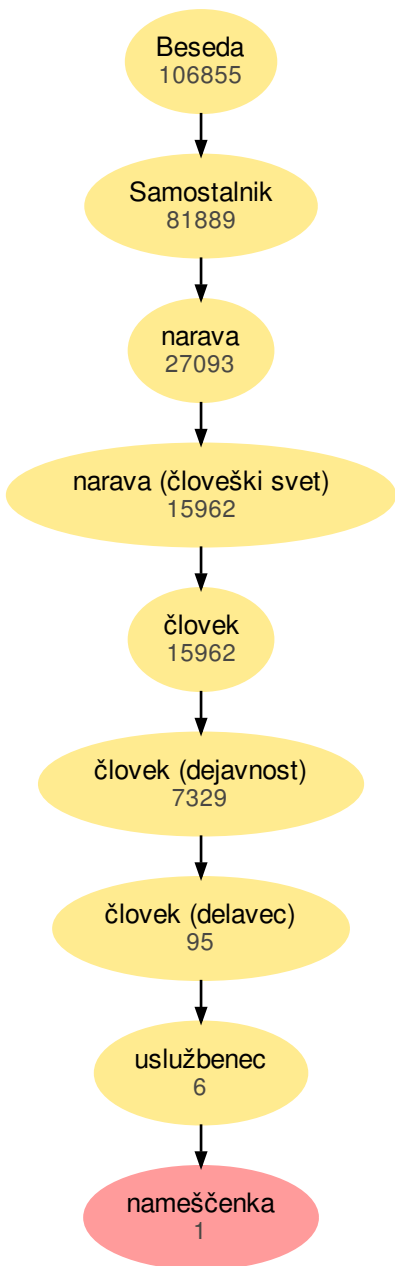 Beseda
106855
Samostalnik
81889
narava
27093
narava (človeški svet)
15962
človek
15962
človek (dejavnost)
7329
človek (delavec)
95
uslužbenec
6
nameščenka
1